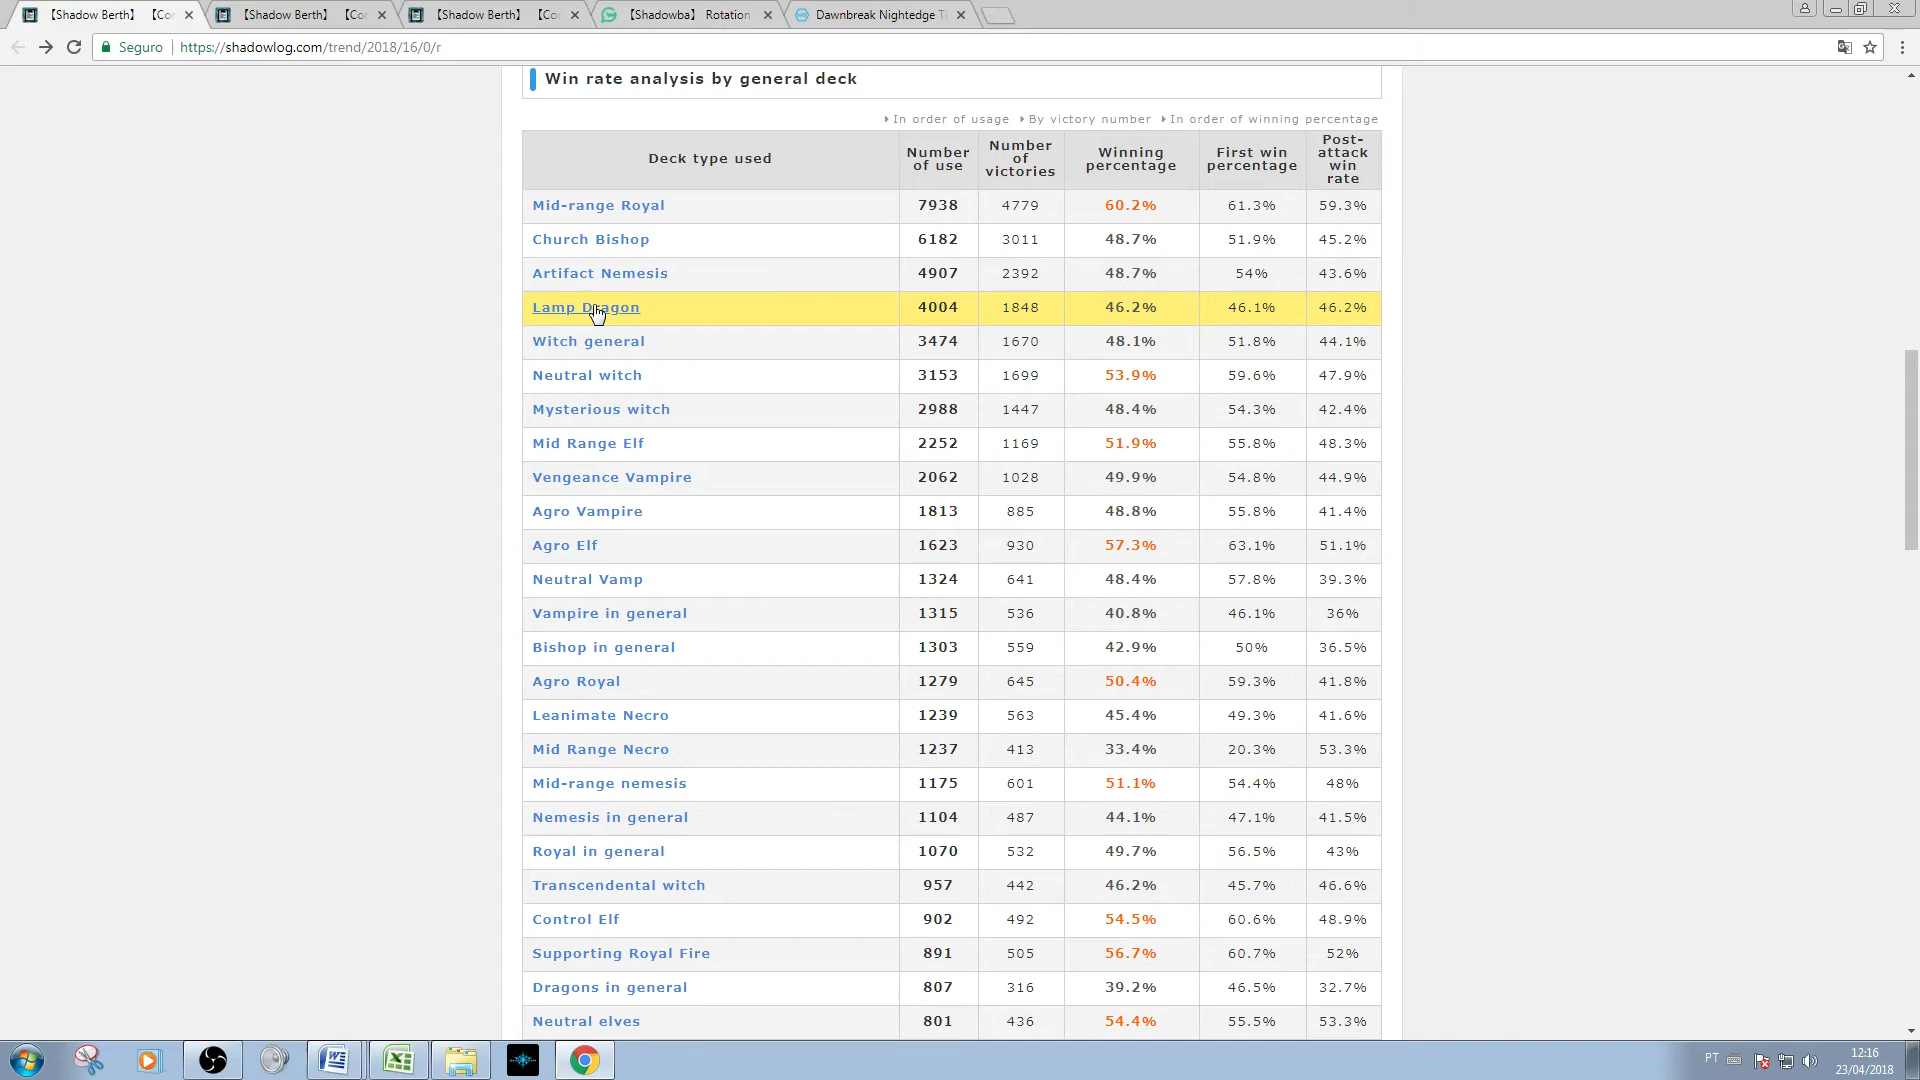 【Shadow Berth】 【Co
【Shadow Berth】 【Co
【Shadow Berth】 【Co
【Shadowba】 Rotation
Dawnbreak Nightedge T
Seguro
https://shadowlog.com/trend/2018/16/0/r
Win rate analysis by general deck
In order of usage By victory number In order of winning percentage
Deck type used Number of use Number of victories Winning percentage First win percentage Post-attack win rate
Mid-range Royal 7938 4779 60.2% 61.3% 59.3%
Church Bishop 6182 3011 48.7% 51.9% 45.2%
Artifact Nemesis 4907 2392 48.7% 54% 43.6%
Lamp Dragon 4004 1848 46.2% 46.1% 46.2%
Witch general 3474 1670 48.1% 51.8% 44.1%
Neutral witch 3153 1699 53.9% 59.6% 47.9%
Mysterious witch 2988 1447 48.4% 54.3% 42.4%
Mid Range Elf 2252 1169 51.9% 55.8% 48.3%
Vengeance Vampire 2062 1028 49.9% 54.8% 44.9%
Agro Vampire 1813 885 48.8% 55.8% 41.4%
Agro Elf 1623 930 57.3% 63.1% 51.1%
Neutral Vamp 1324 641 48.4% 57.8% 39.3%
Vampire in general 1315 536 40.8% 46.1% 36%
Bishop in general 1303 559 42.9% 50% 36.5%
Agro Royal 1279 645 50.4% 59.3% 41.8%
Leanimate Necro 1239 563 45.4% 49.3% 41.6%
Mid Range Necro 1237 413 33.4% 20.3% 53.3%
Mid-range nemesis 1175 601 51.1% 54.4% 48%
Nemesis in general 1104 487 44.1% 47.1% 41.5%
Royal in general 1070 532 49.7% 56.5% 43%
Transcendental witch 957 442 46.2% 45.7% 46.6%
Control Elf 902 492 54.5% 60.6% 48.9%
Supporting Royal Fire 891 505 56.7% 60.7% 52%
Dragons in general 807 316 39.2% 46.5% 32.7%
Neutral elves 801 436 54.4% 55.5% 53.3%
PT
12:16
23/04/2018